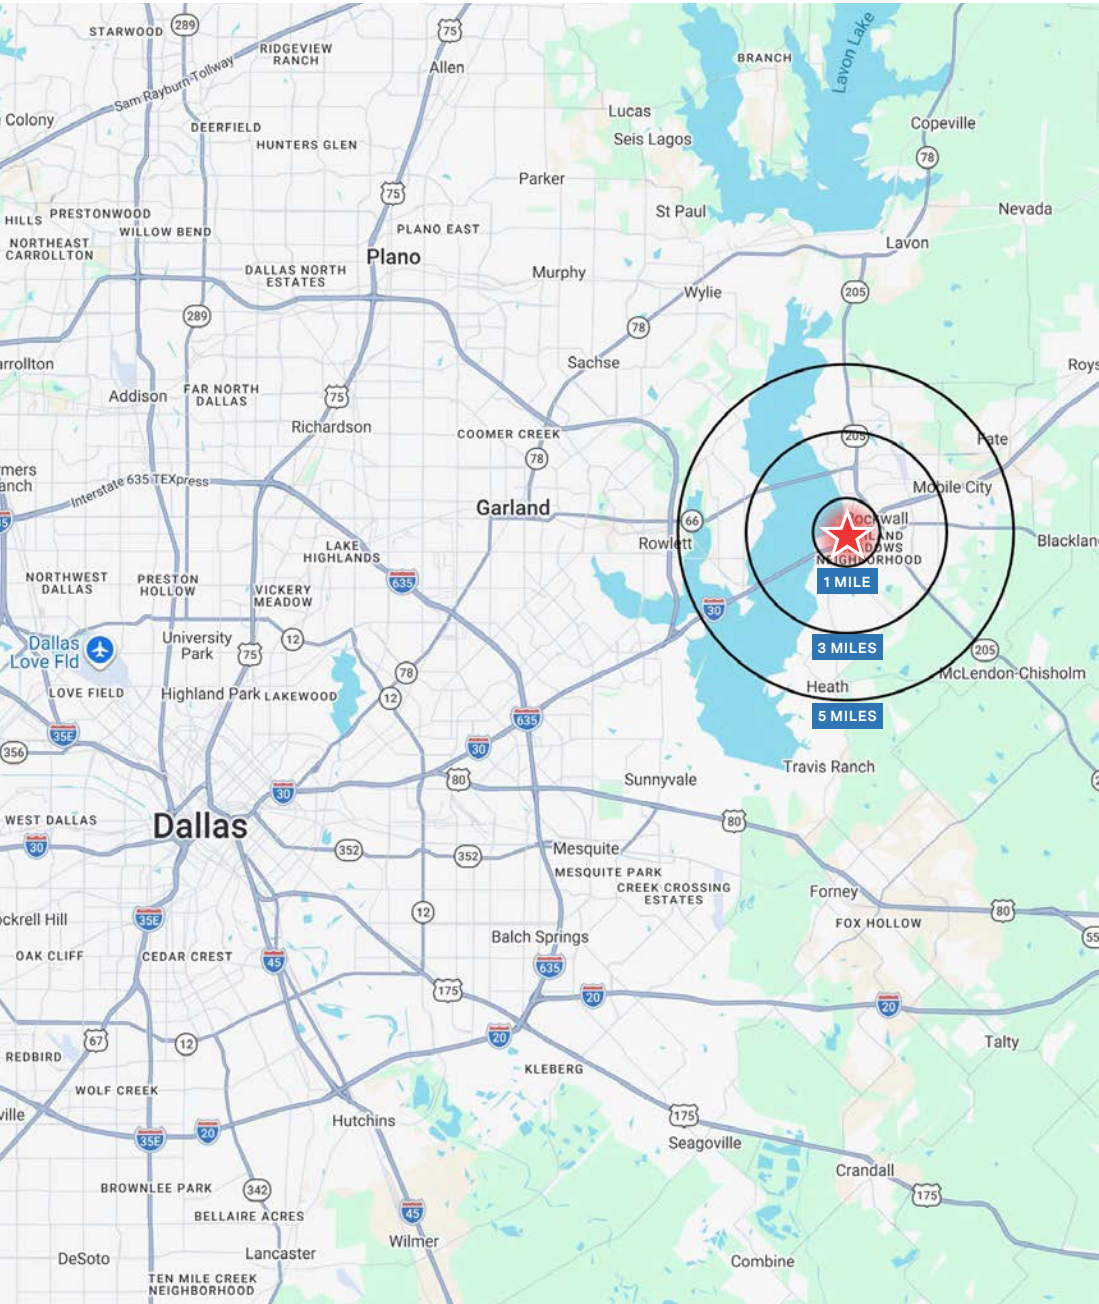 289
STARWOOD
75
RIDGEVIEW
RANCH
Allen
BRANCH
Lavon Lake
Sam Rayburn Tollway
Colony
Lucas
Copeville
DEERFIELD
Seis Lagos
HUNTERS GLEN
78
Parker
75
St Paul
Nevada
HILLS
PRESTONWOOD
WILLOW BEND
PLANO EAST
NORTHEAST
CARROLLTON
Lavon
Plano
DALLAS NORTH
ESTATES
Murphy
Wylie
205
289
78
Sachse
rrollton
Roys
Addison
FAR NORTH
DALLAS
75
Richardson
COOMER CREEK
205
Fate
78
mers
anch
Interstate 635 TEXpress
Mobile City
Garland
66
ockwall
Rowlett
LAND
DOWS
NEIGHBORHOOD
Blacklan
LAKE
HIGHLANDS
635
1 MILE
NORTHWEST
DALLAS
PRESTON
HOLLOW
VICKERY
MEADOW
30
University
Park
12
75
Dallas
Love Fld
3 MILES
205
78
McLendon-Chisholm
LOVE FIELD
Highland Park
LAKEWOOD
12
Heath
5 MILES
635
35E
30
356
Travis Ranch
80
Sunnyvale
30
80
WEST DALLAS
Dallas
30
352
352
Mesquite
MESQUITE PARK
CREEK CROSSING
ESTATES
Forney
12
80
ockrell Hill
35E
FOX HOLLOW
Balch Springs
55
OAK CLIFF
CEDAR CREST
45
635
175
20
20
67
12
20
Talty
REDBIRD
KLEBERG
WOLF CREEK
ville
Hutchins
175
35E
20
Seagoville
Crandall
BROWNLEE PARK
342
175
BELLAIRE ACRES
45
Wilmer
DeSoto
Lancaster
Combine
TEN MILE CREEK
NEIGHBORHOOD